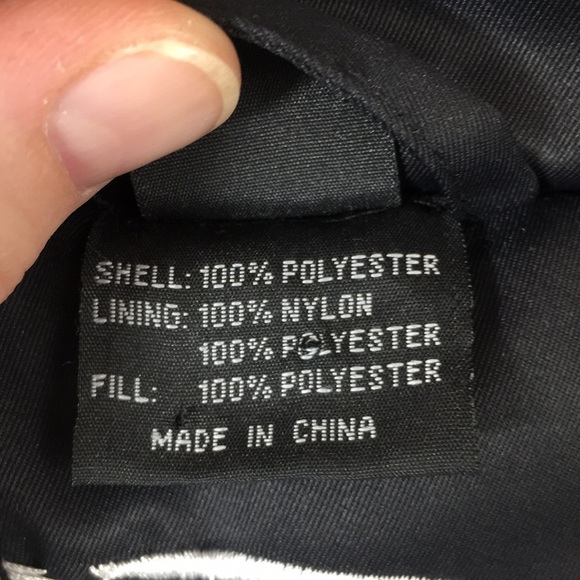 SHELL: 100% POLYESTER
LINING: 100% NYLON
100% POLYESTER
FILL: 100% POLYESTER
MADE IN CHINA